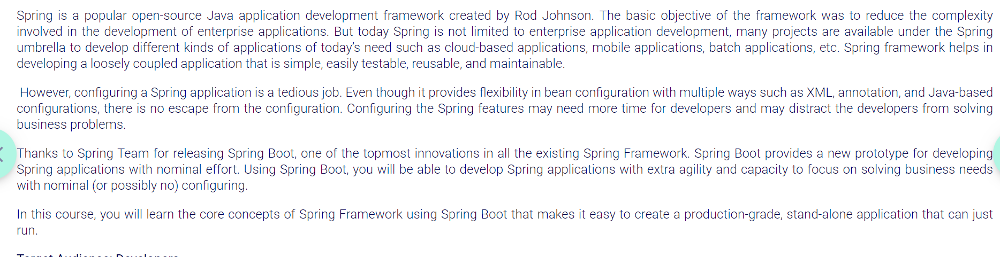 Spring is a popular open-source Java application development framework created by Rod Johnson. The basic objective of the framework was to reduce the complexity
involved in the development of enterprise applications. But today Spring is not limited to enterprise application development, many projects are available under the Spring
umbrella to develop different kinds of applications of today's need such as cloud-based applications, mobile applications, batch applications, etc. Spring framework helps in
developing a loosely coupled application that is simple, easily testable, reusable, and maintainable.
However, configuring a Spring application is a tedious job. Even though it provides flexibility in bean configuration with multiple ways such as XML, annotation, and Java-based
configurations, there is no escape from the configuration. Configuring the Spring features may need more time for developers and may distract the developers from solving
business problems.
Thanks to Spring Team for releasing Spring Boot, one of the topmost innovations in all the existing Spring Framework. Spring Boot provides a new prototype for developing
Spring applications with nominal effort. Using Spring Boot, you will be able to develop Spring applications with extra agility and capacity to focus on solving business needs
with nominal (or possibly no) configuring.
In this course, you will learn the core concepts of Spring Framework using Spring Boot that makes it easy to create a production-grade, stand-alone application that can just
run.
Target Audience: Developers